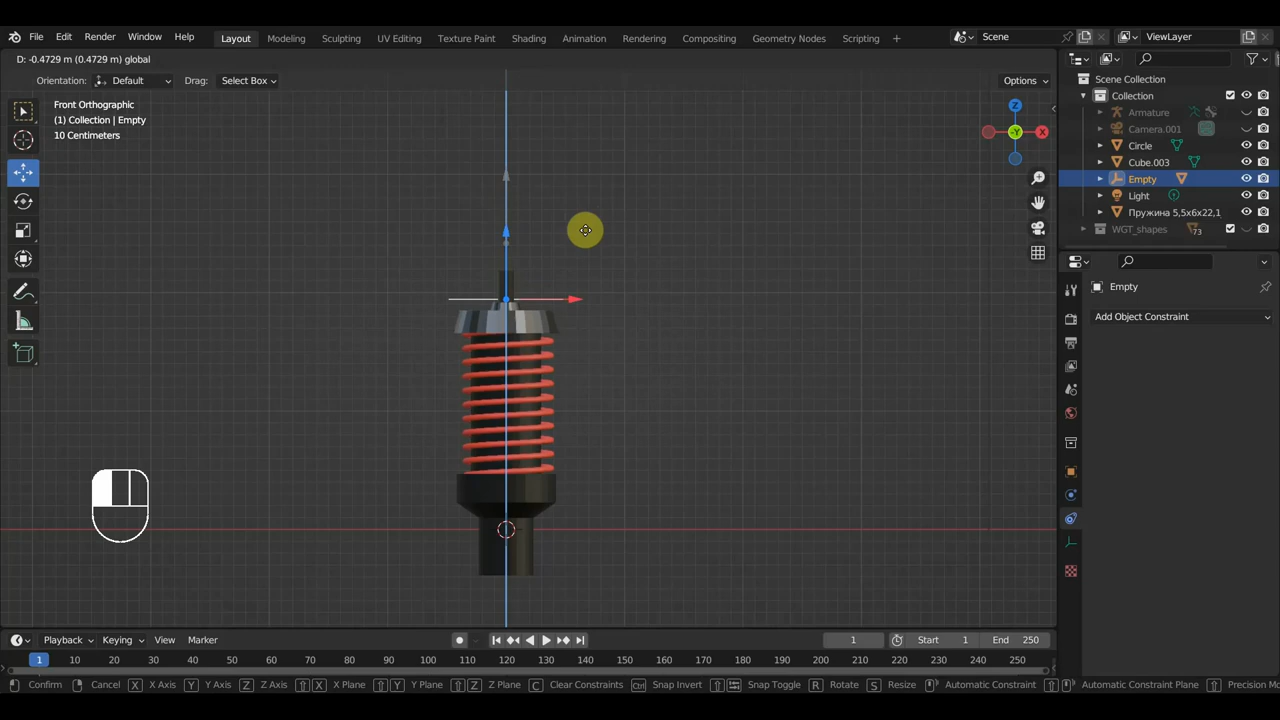 File Edit Render Window Help Layout Modeling Sculpting UV Editing Texture Paint Shading Animation Rendering Compositing Geometry Nodes Scripting + Scene ViewLayer
D: -0.4729 m (0.4729 m) global
Orientation: Default Drag: Select Box Options
Front Orthographic
(1) Collection | Empty
10 Centimeters
Z
X
-Y
Scene Collection
Collection
Armature
Camera.001
Circle
Cube.003
Empty
Light
Пружина 5,5x6x22,1
WGT_shapes 73
Empty
Add Object Constraint
Playback Keying View Marker 1 Start 1 End 250
1 10 20 30 40 50 60 70 80 90 100 110 120 130 140 150 160 170 180 190 200 210 220 230 240 250
Confirm Cancel X X Axis Y Y Axis Z Z Axis X X Plane Y Y Plane Z Z Plane C Clear Constraints Ctrl Snap Invert Snap Toggle R Rotate S Resize Automatic Constraint Automatic Constraint Plane Precision Mo